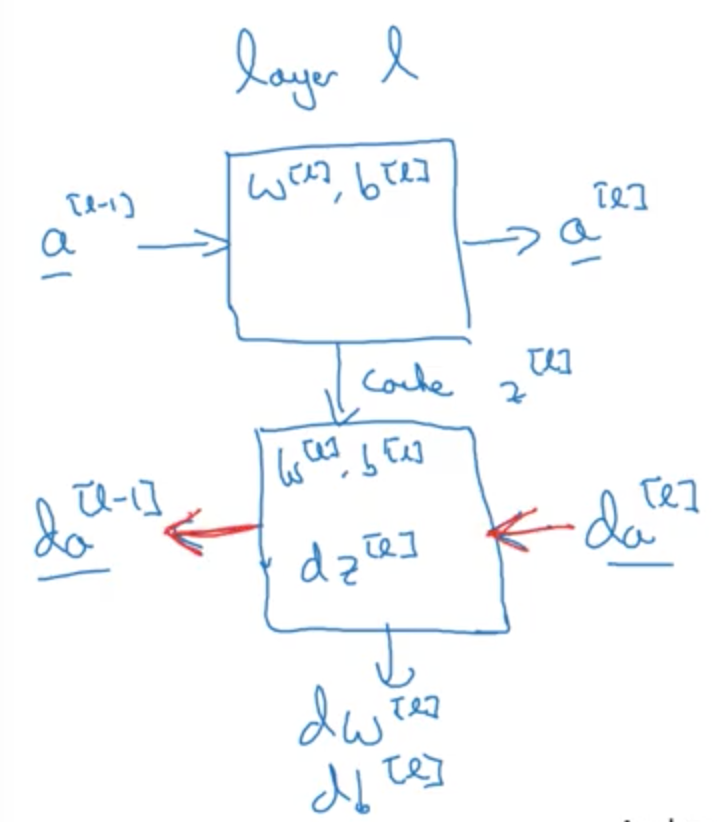 layer l
w^[l], b^[l]
a^[l-1]
a^[l]
cache z^[l]
w^[l], b^[l]
da^[l-1]
dz^[l]
da^[l]
dw^[l]
db^[l]